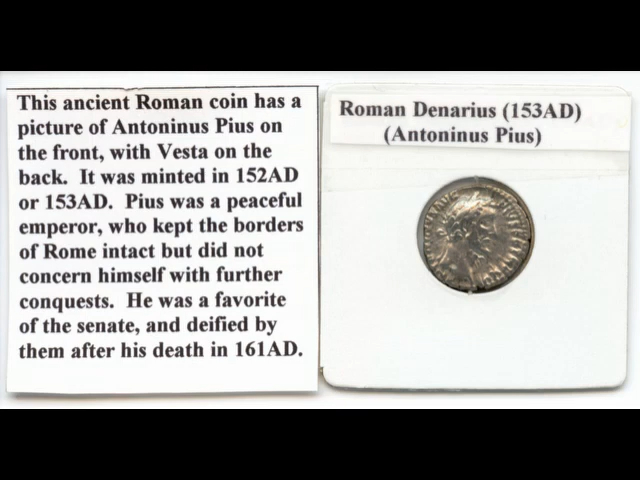 This ancient Roman coin has a
picture of Antoninus Pius on
the front, with Vesta on the
back. It was minted in 152AD
or 153AD. Pius was a peaceful
emperor, who kept the borders
of Rome intact but did not
concern himself with further
conquests. He was a favorite
of the senate, and deified by
them after his death in 161AD.
Roman Denarius (153AD)
(Antoninus Pius)